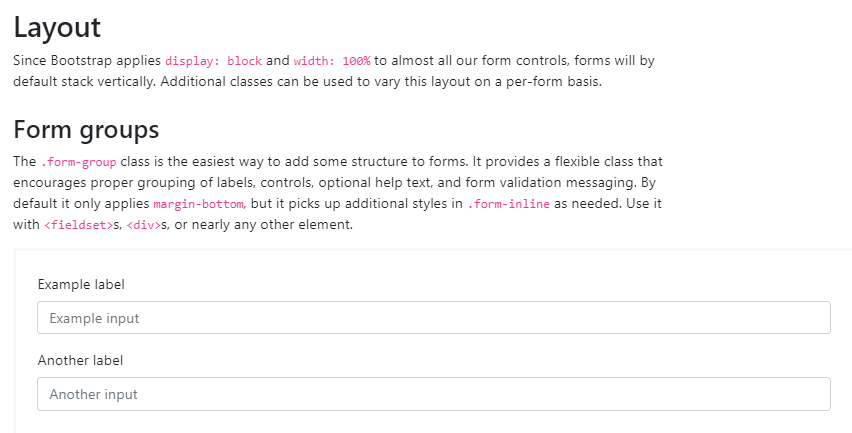 Layout
Since Bootstrap applies display: block and width: 100% to almost all our form controls, forms will by
default stack vertically. Additional classes can be used to vary this layout on a per-form basis.
Form groups
The .form-group class is the easiest way to add some structure to forms. It provides a flexible class that
encourages proper grouping of labels, controls, optional help text, and form validation messaging. By
default it only applies margin-bottom, but it picks up additional styles in .form-inline as needed. Use it
with <fieldset>s, <div>s, or nearly any other element.
Example label
Example input
Another label
Another input